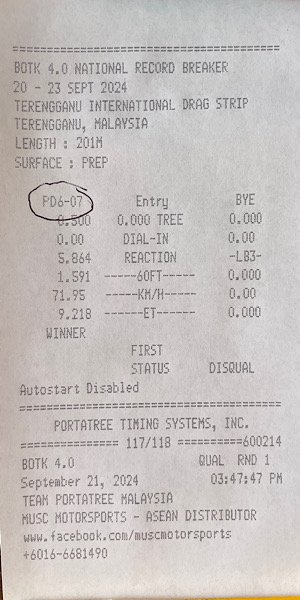 ==========================================
BOTK 4.0 NATIONAL RECORD BREAKER
20 - 23 SEPT 2024
TERENGGANU INTERNATIONAL DRAG STRIP
TERENGGANU, MALAYSIA
LENGTH : 201M
SURFACE : PREP
PD6-07 Entry BYE
0.500 0.000 TREE 0.000
0.00 DIAL-IN 0.00
5.864 REACTION -LB3-
1.591 -----60FT----- 0.000
71.95 -----KM/H----- 0.00
9.218 ------ET------ 0.000
WINNER
FIRST
STATUS DISQUAL
Autostart Disabled
==========================================
PORTATREE TIMING SYSTEMS, INC.
=============== 117/118 ==========600214
BOTK 4.0 QUAL RND 1
September 21, 2024 03:47:47 PM
TEAM PORTATREE MALAYSIA
MUSC MOTORSPORTS - ASEAN DISTRIBUTOR
www.facebook.com/muscmotorsports
+6016-6681490